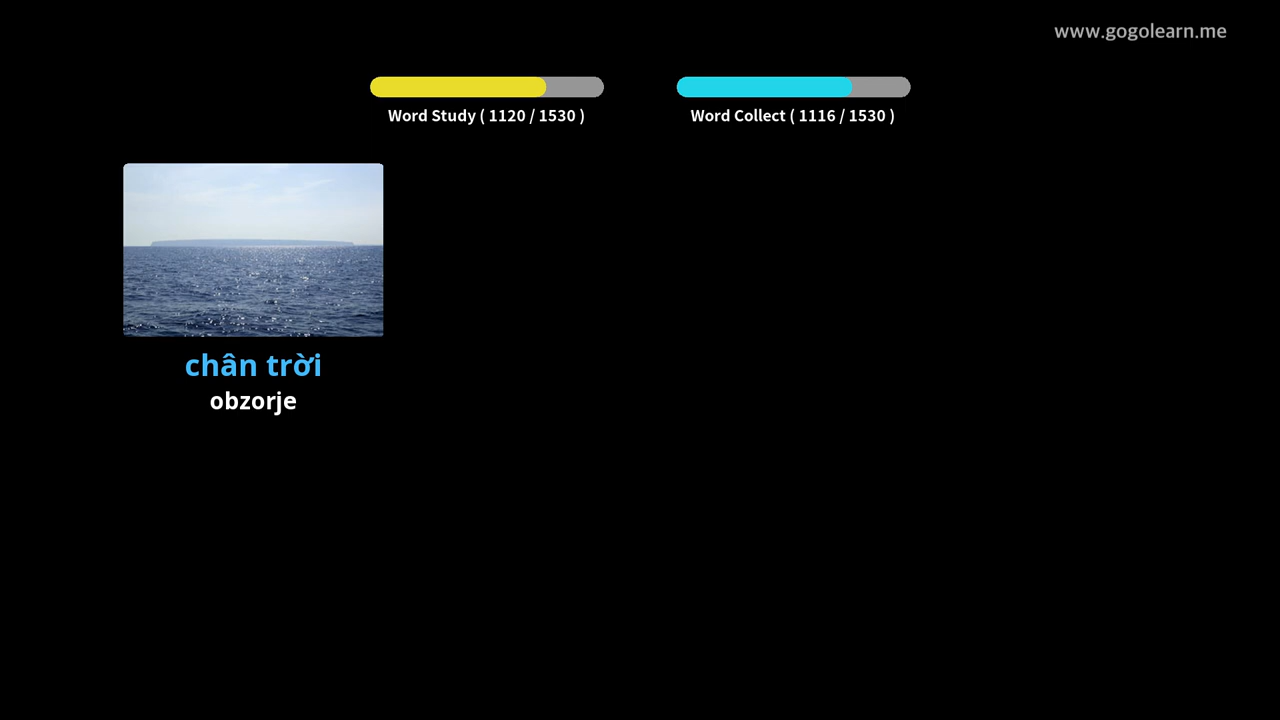 www.gogolearn.me
Word Study ( 1120 / 1530 )
Word Collect ( 1116 / 1530 )
chân trời
obzorje